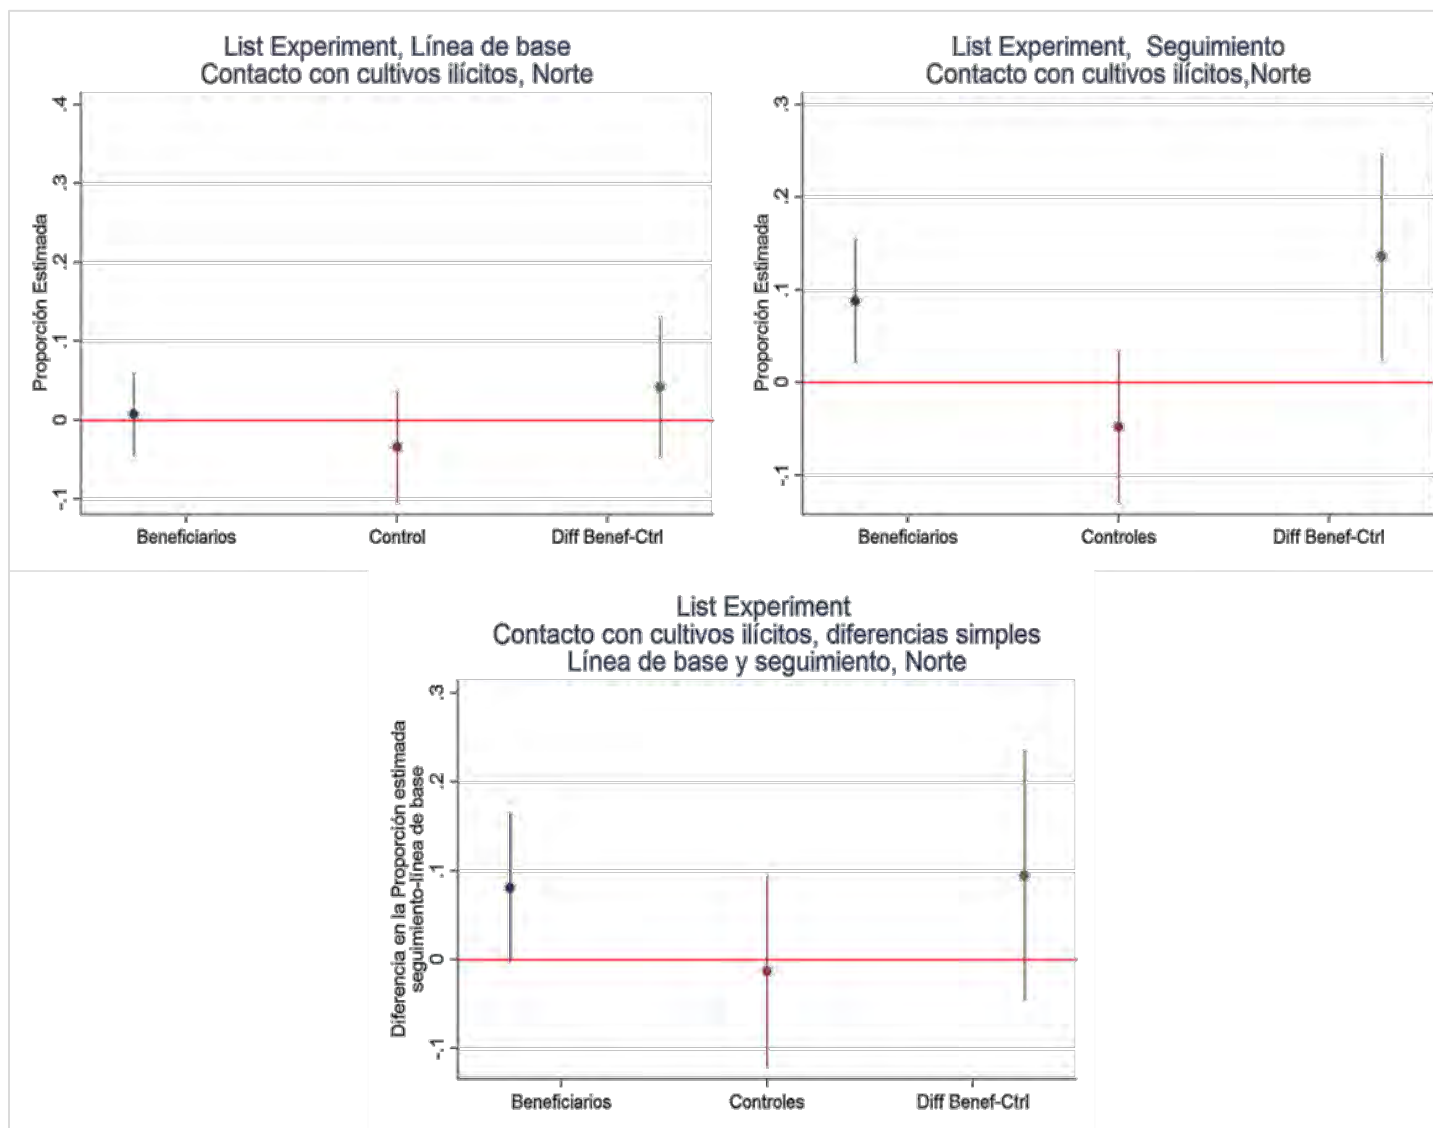 List Experiment, Línea de base
Contacto con cultivos ilícitos, Norte
Proporción Estimada
.4
.3
.2
.1
0
-.1
Beneficiarios
Control
Diff Benef-Ctrl
List Experiment, Seguimiento
Contacto con cultivos ilícitos,Norte
Proporción Estimada
.3
.2
.1
0
-.1
Beneficiarios
Controles
Diff Benef-Ctrl
List Experiment
Contacto con cultivos ilícitos, diferencias simples
Línea de base y seguimiento, Norte
Diferencia en la Proporción estimada
seguimiento-línea de base
.3
.2
.1
0
-.1
Beneficiarios
Controles
Diff Benef-Ctrl